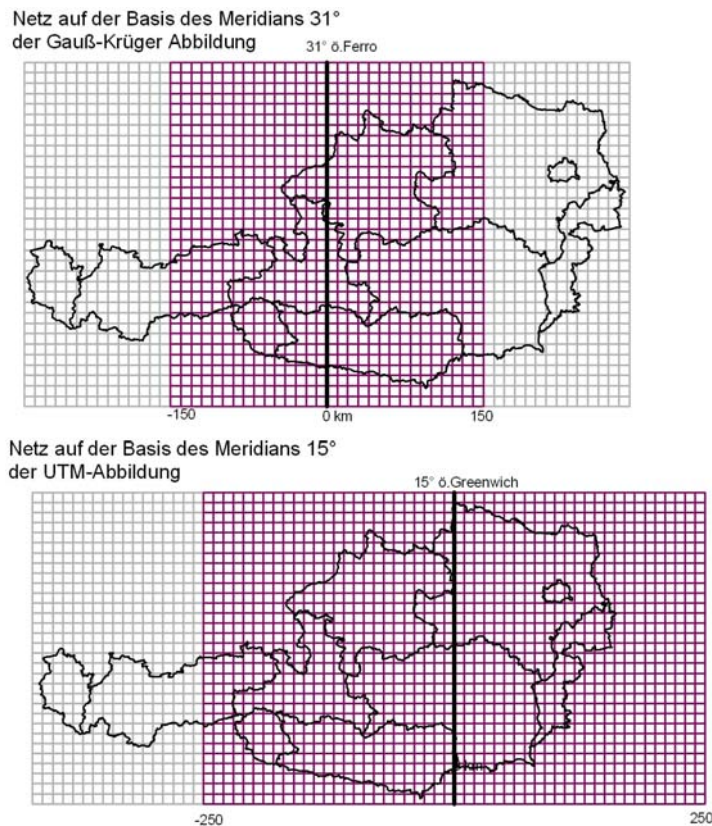 Netz auf der Basis des Meridians 31°
der Gauß-Krüger Abbildung
31° ö.Ferro
-150
0 km
150
Netz auf der Basis des Meridians 15°
der UTM-Abbildung
15° ö.Greenwich
-250
250